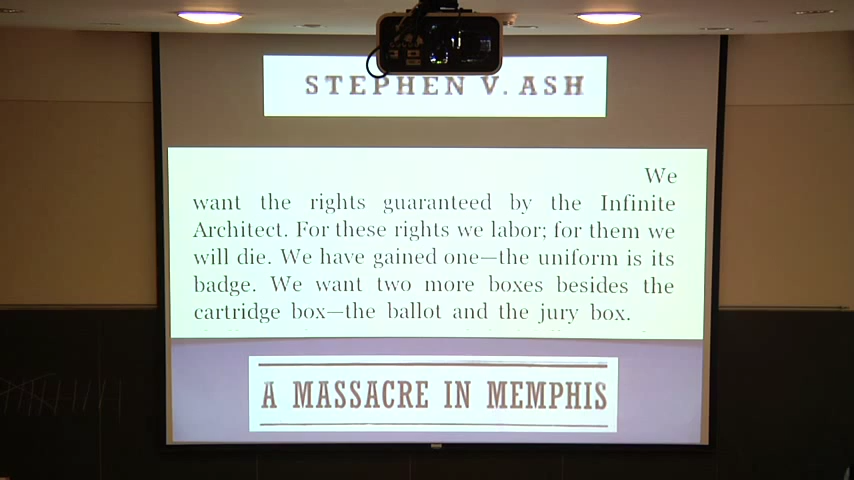 STEPHEN V. ASH
We
want the rights guaranteed by the Infinite
Architect. For these rights we labor; for them we
will die. We have gained one—the uniform is its
badge. We want two more boxes besides the
cartridge box—the ballot and the jury box.
A MASSACRE IN MEMPHIS